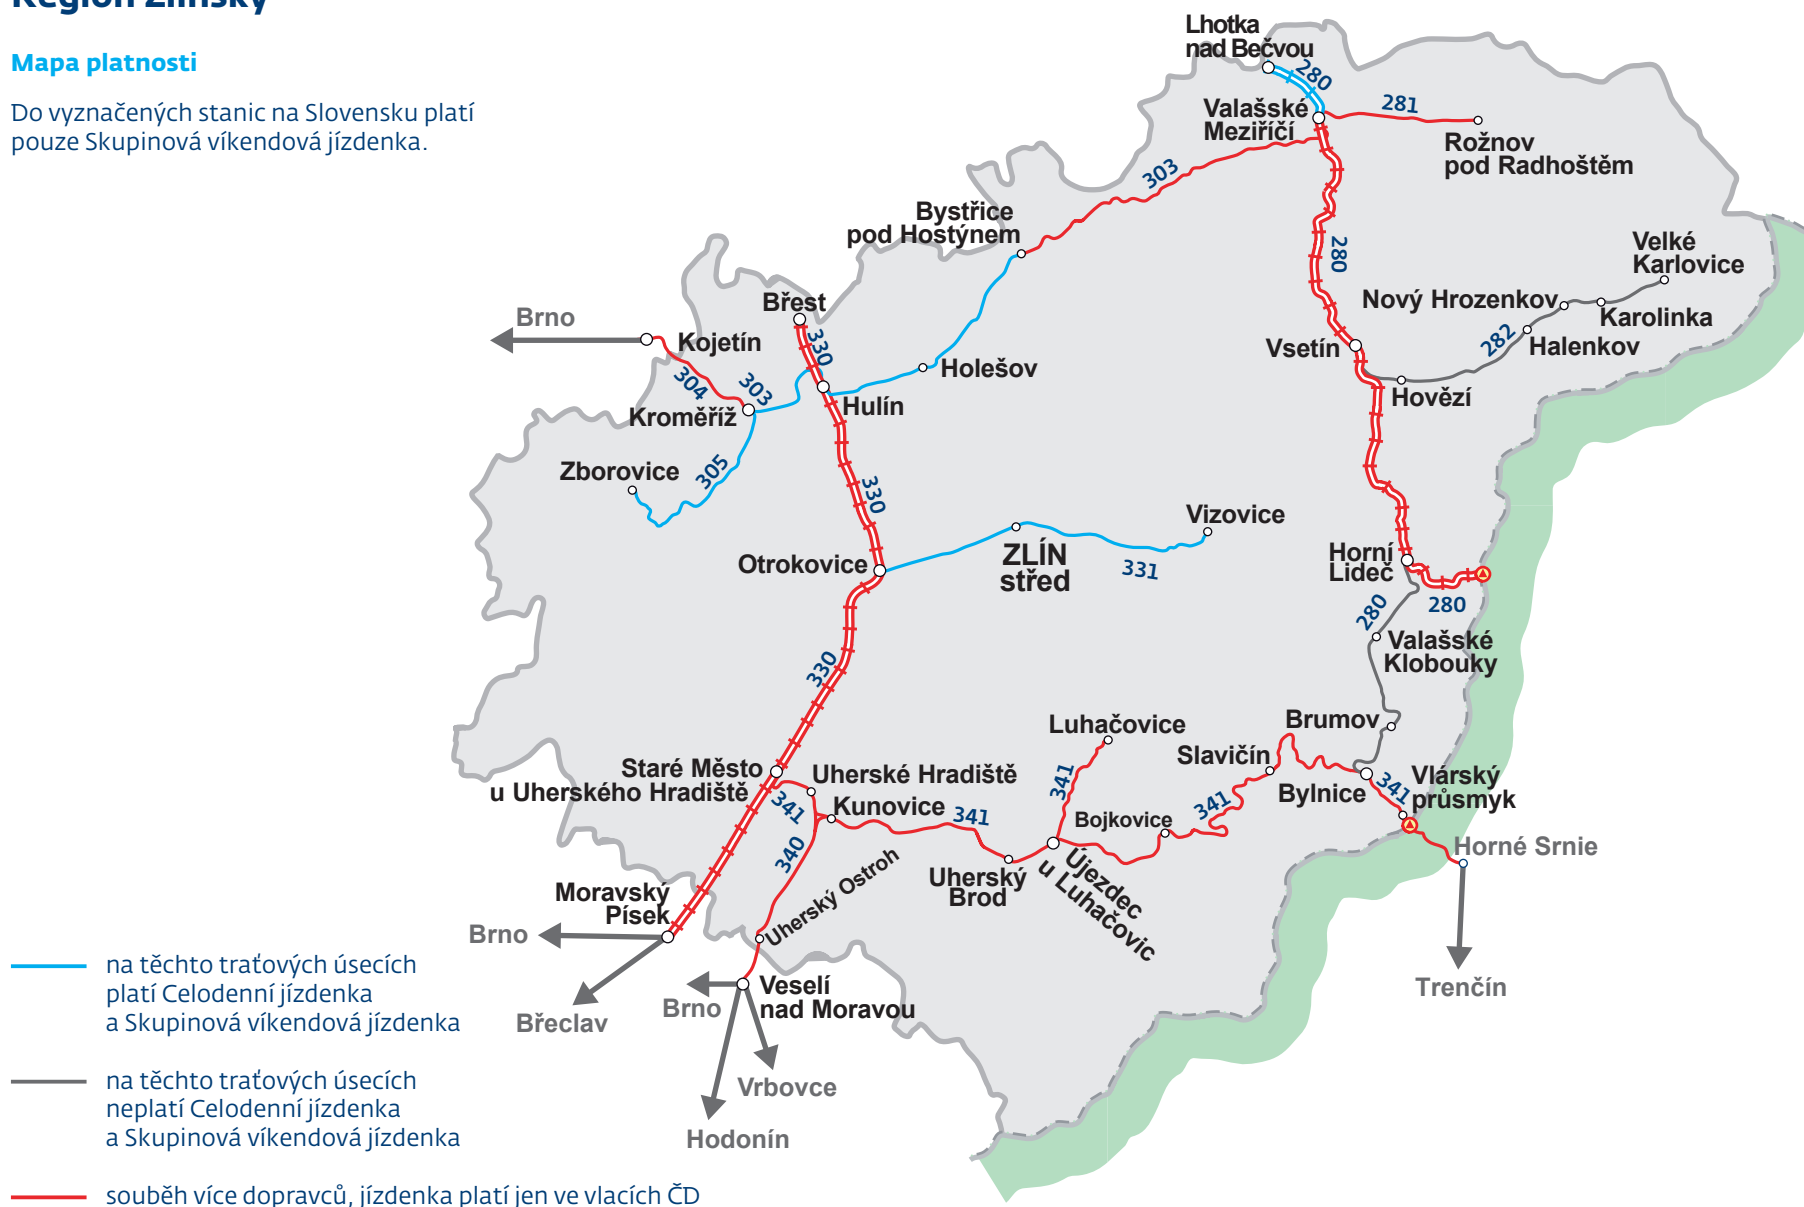 Region Zlínský
Mapa platnosti
Do vyznačených stanic na Slovensku platí
pouze Skupinová víkendová jízdenka.
Lhotka
nad Bečvou
280
Valašské
Meziříčí
281
Rožnov
pod Radhoštěm
303
Bystřice
pod Hostýnem
280
Velké
Karlovice
Nový Hrozenkov
Karolinka
Halenkov
282
Břest
Brno
330
Kojetín
Vsetín
Holešov
304
303
Hovězí
Kroměříž
Hulín
Zborovice
305
330
Vizovice
Otrokovice
ZLÍN
střed
331
Horní
Lideč
280
280
Valašské
Klobouky
330
Luhačovice
Brumov
Slavičín
Staré Město
u Uherského Hradiště
Uherské Hradiště
341
341
Kunovice
341
Bojkovice
341
Bylnice
341
Vlárský
průsmyk
340
Horné Srnie
Uherský
Brod
Újezdec
u Luhačovic
Uherský Ostroh
Moravský
Písek
Brno
Břeclav
Brno
Veselí
nad Moravou
Trenčín
Vrbovce
Hodonín
na těchto traťových úsecích
platí Celodenní jízdenka
a Skupinová víkendová jízdenka
na těchto traťových úsecích
neplatí Celodenní jízdenka
a Skupinová víkendová jízdenka
souběh více dopravců, jízdenka platí jen ve vlacích ČD